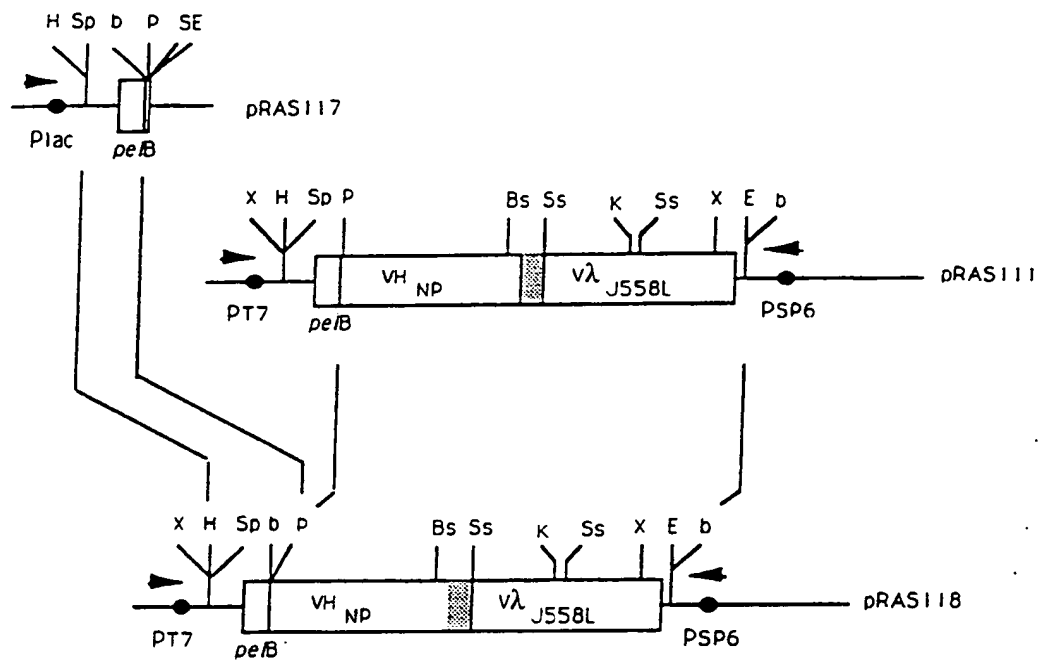 H Sp b P SE
pRAS117
Plac
pelB
X H Sp P
Bs Ss K Ss X E b
VH NP
Vλ J558L
pRAS111
PT7
pelB
PSP6
X H Sp b P
Bs Ss K Ss X E b
VH NP
Vλ J558L
pRAS118
PT7
pelB
PSP6